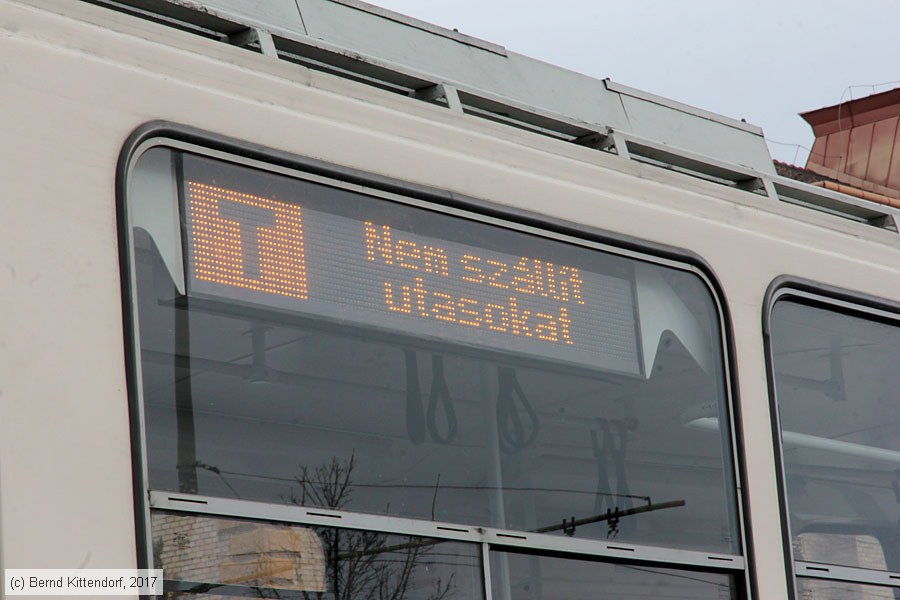 T
Nem szállít
utasokat
(c) Bernd Kittendorf, 2017